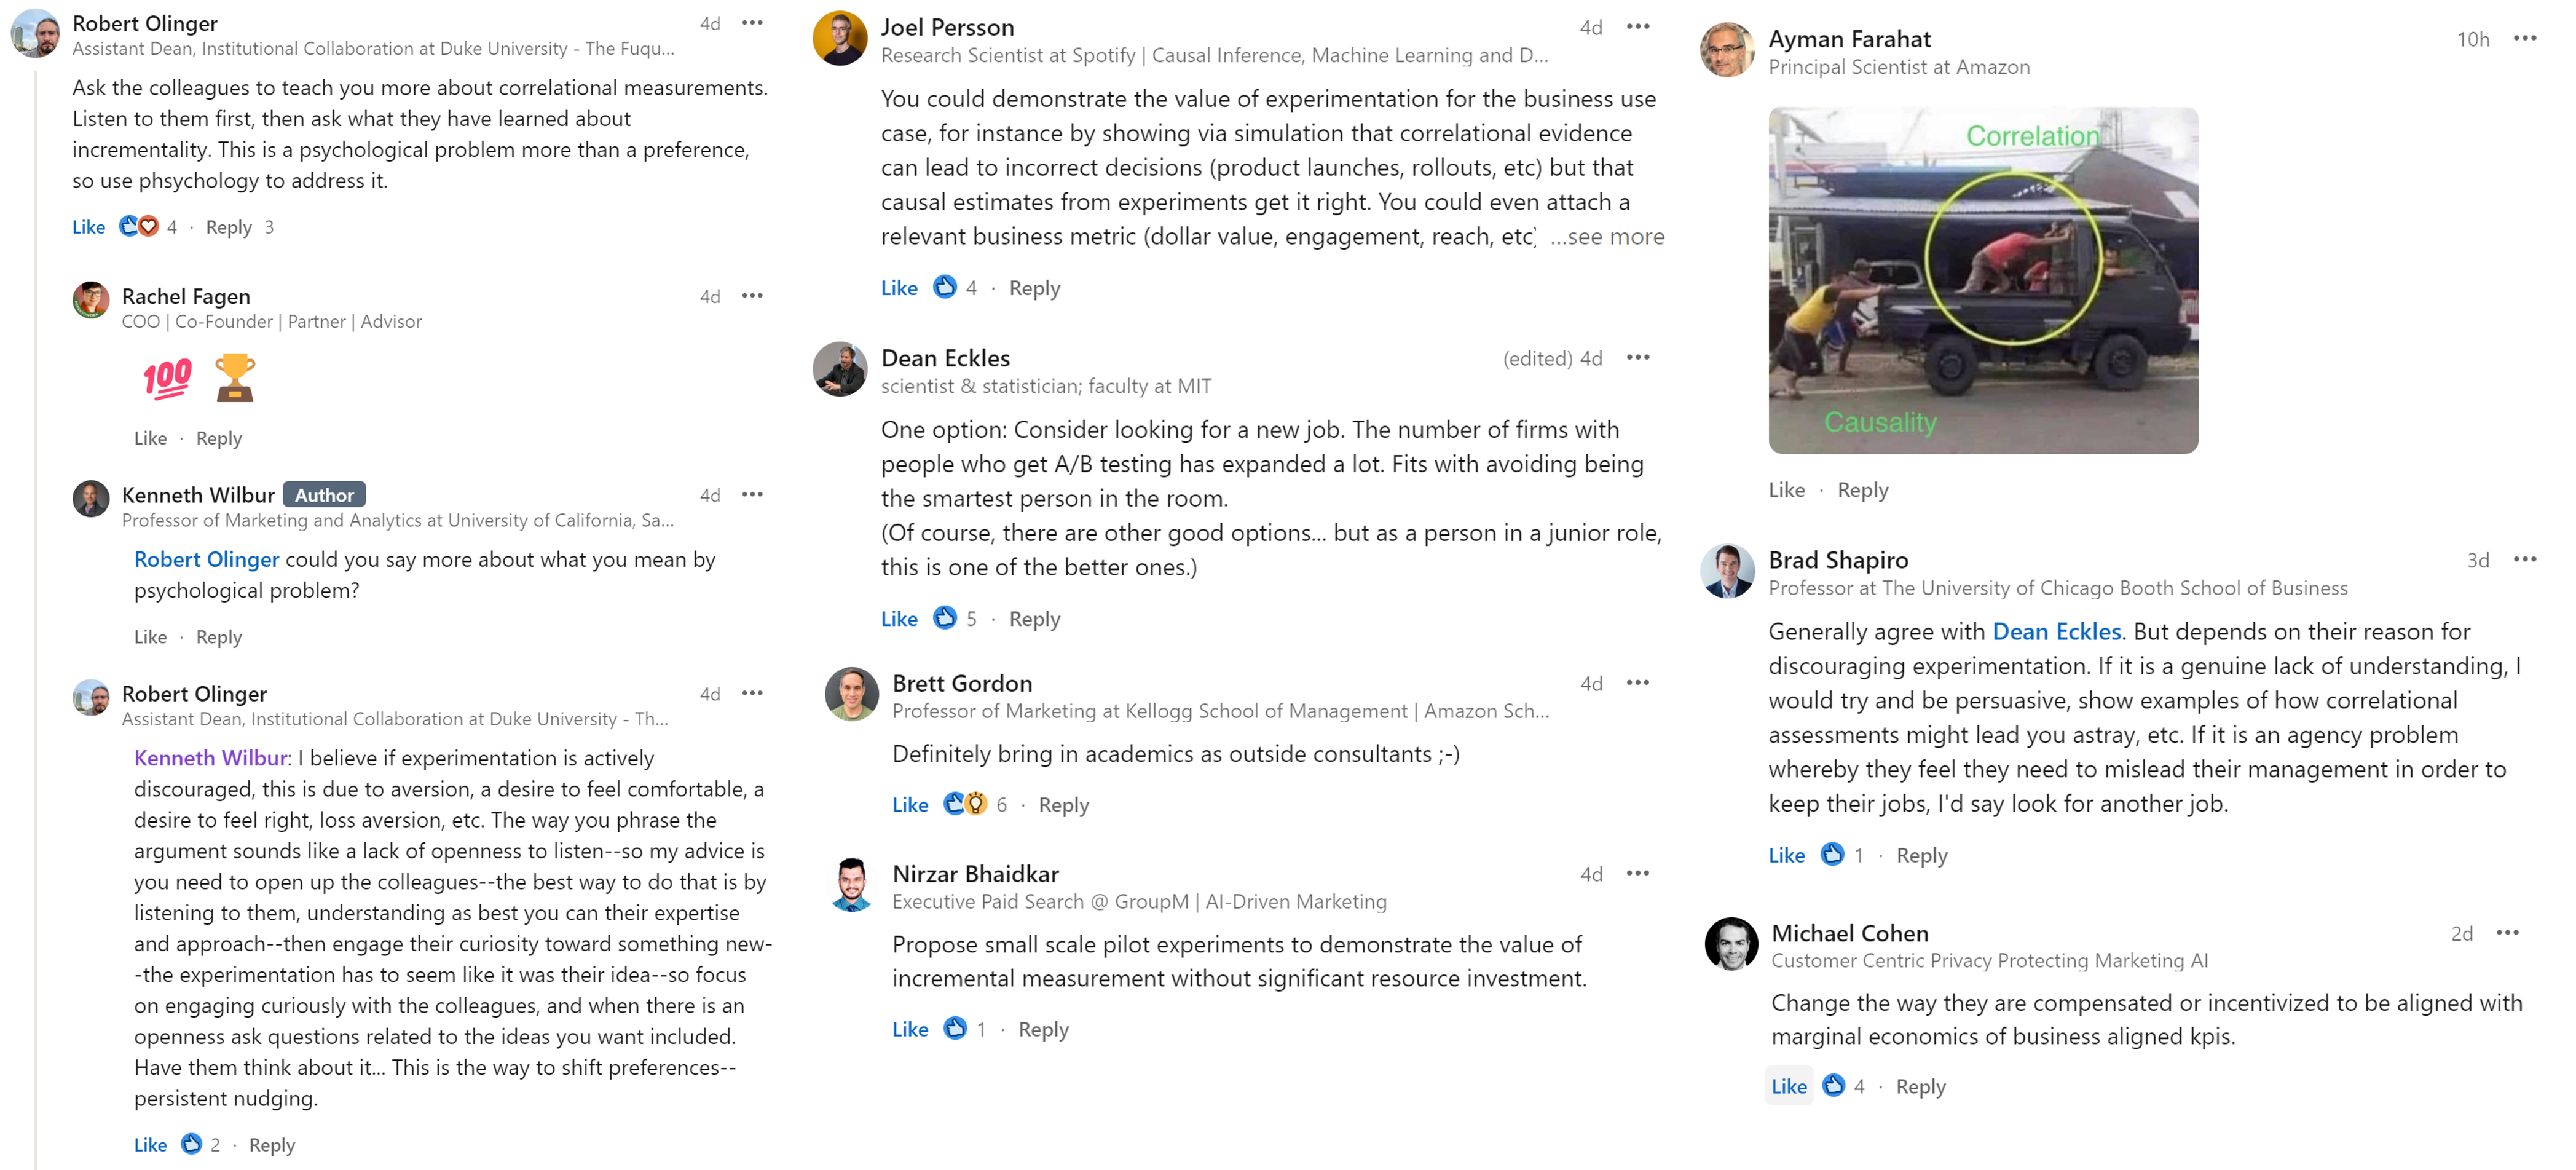 Robert Olinger
4d
Assistant Dean, Institutional Collaboration at Duke University - The Fuqu...
Ask the colleagues to teach you more about correlational measurements.
Listen to them first, then ask what they have learned about
incrementality. This is a psychological problem more than a preference,
so use phsychology to address it.
Like 4 · Reply 3
Rachel Fagen
4d
COO | Co-Founder | Partner | Advisor
💯 🏆
Like · Reply
Kenneth Wilbur Author
4d
Professor of Marketing and Analytics at University of California, Sa...
Robert Olinger could you say more about what you mean by
psychological problem?
Like · Reply
Robert Olinger
4d
Assistant Dean, Institutional Collaboration at Duke University - Th...
Kenneth Wilbur: I believe if experimentation is actively
discouraged, this is due to aversion, a desire to feel comfortable, a
desire to feel right, loss aversion, etc. The way you phrase the
argument sounds like a lack of openness to listen--so my advice is
you need to open up the colleagues--the best way to do that is by
listening to them, understanding as best you can their expertise
and approach--then engage their curiosity toward something new-
-the experimentation has to seem like it was their idea--so focus
on engaging curiously with the colleagues, and when there is an
openness ask questions related to the ideas you want included.
Have them think about it... This is the way to shift preferences--
persistent nudging.
Like 2 · Reply
Joel Persson
4d
Research Scientist at Spotify | Causal Inference, Machine Learning and D...
You could demonstrate the value of experimentation for the business use
case, for instance by showing via simulation that correlational evidence
can lead to incorrect decisions (product launches, rollouts, etc) but that
causal estimates from experiments get it right. You could even attach a
relevant business metric (dollar value, engagement, reach, etc) ...see more
Like 4 · Reply
Dean Eckles
(edited) 4d
scientist & statistician; faculty at MIT
One option: Consider looking for a new job. The number of firms with
people who get A/B testing has expanded a lot. Fits with avoiding being
the smartest person in the room.
(Of course, there are other good options... but as a person in a junior role,
this is one of the better ones.)
Like 5 · Reply
Brett Gordon
4d
Professor of Marketing at Kellogg School of Management | Amazon Sch...
Definitely bring in academics as outside consultants ;-)
Like 6 · Reply
Nirzar Bhaidkar
4d
Executive Paid Search @ GroupM | AI-Driven Marketing
Propose small scale pilot experiments to demonstrate the value of
incremental measurement without significant resource investment.
Like 1 · Reply
Ayman Farahat
10h
Principal Scientist at Amazon
Correlation
Causality
Like · Reply
Brad Shapiro
3d
Professor at The University of Chicago Booth School of Business
Generally agree with Dean Eckles. But depends on their reason for
discouraging experimentation. If it is a genuine lack of understanding, I
would try and be persuasive, show examples of how correlational
assessments might lead you astray, etc. If it is an agency problem
whereby they feel they need to mislead their management in order to
keep their jobs, I'd say look for another job.
Like 1 · Reply
Michael Cohen
2d
Customer Centric Privacy Protecting Marketing AI
Change the way they are compensated or incentivized to be aligned with
marginal economics of business aligned kpis.
Like 4 · Reply